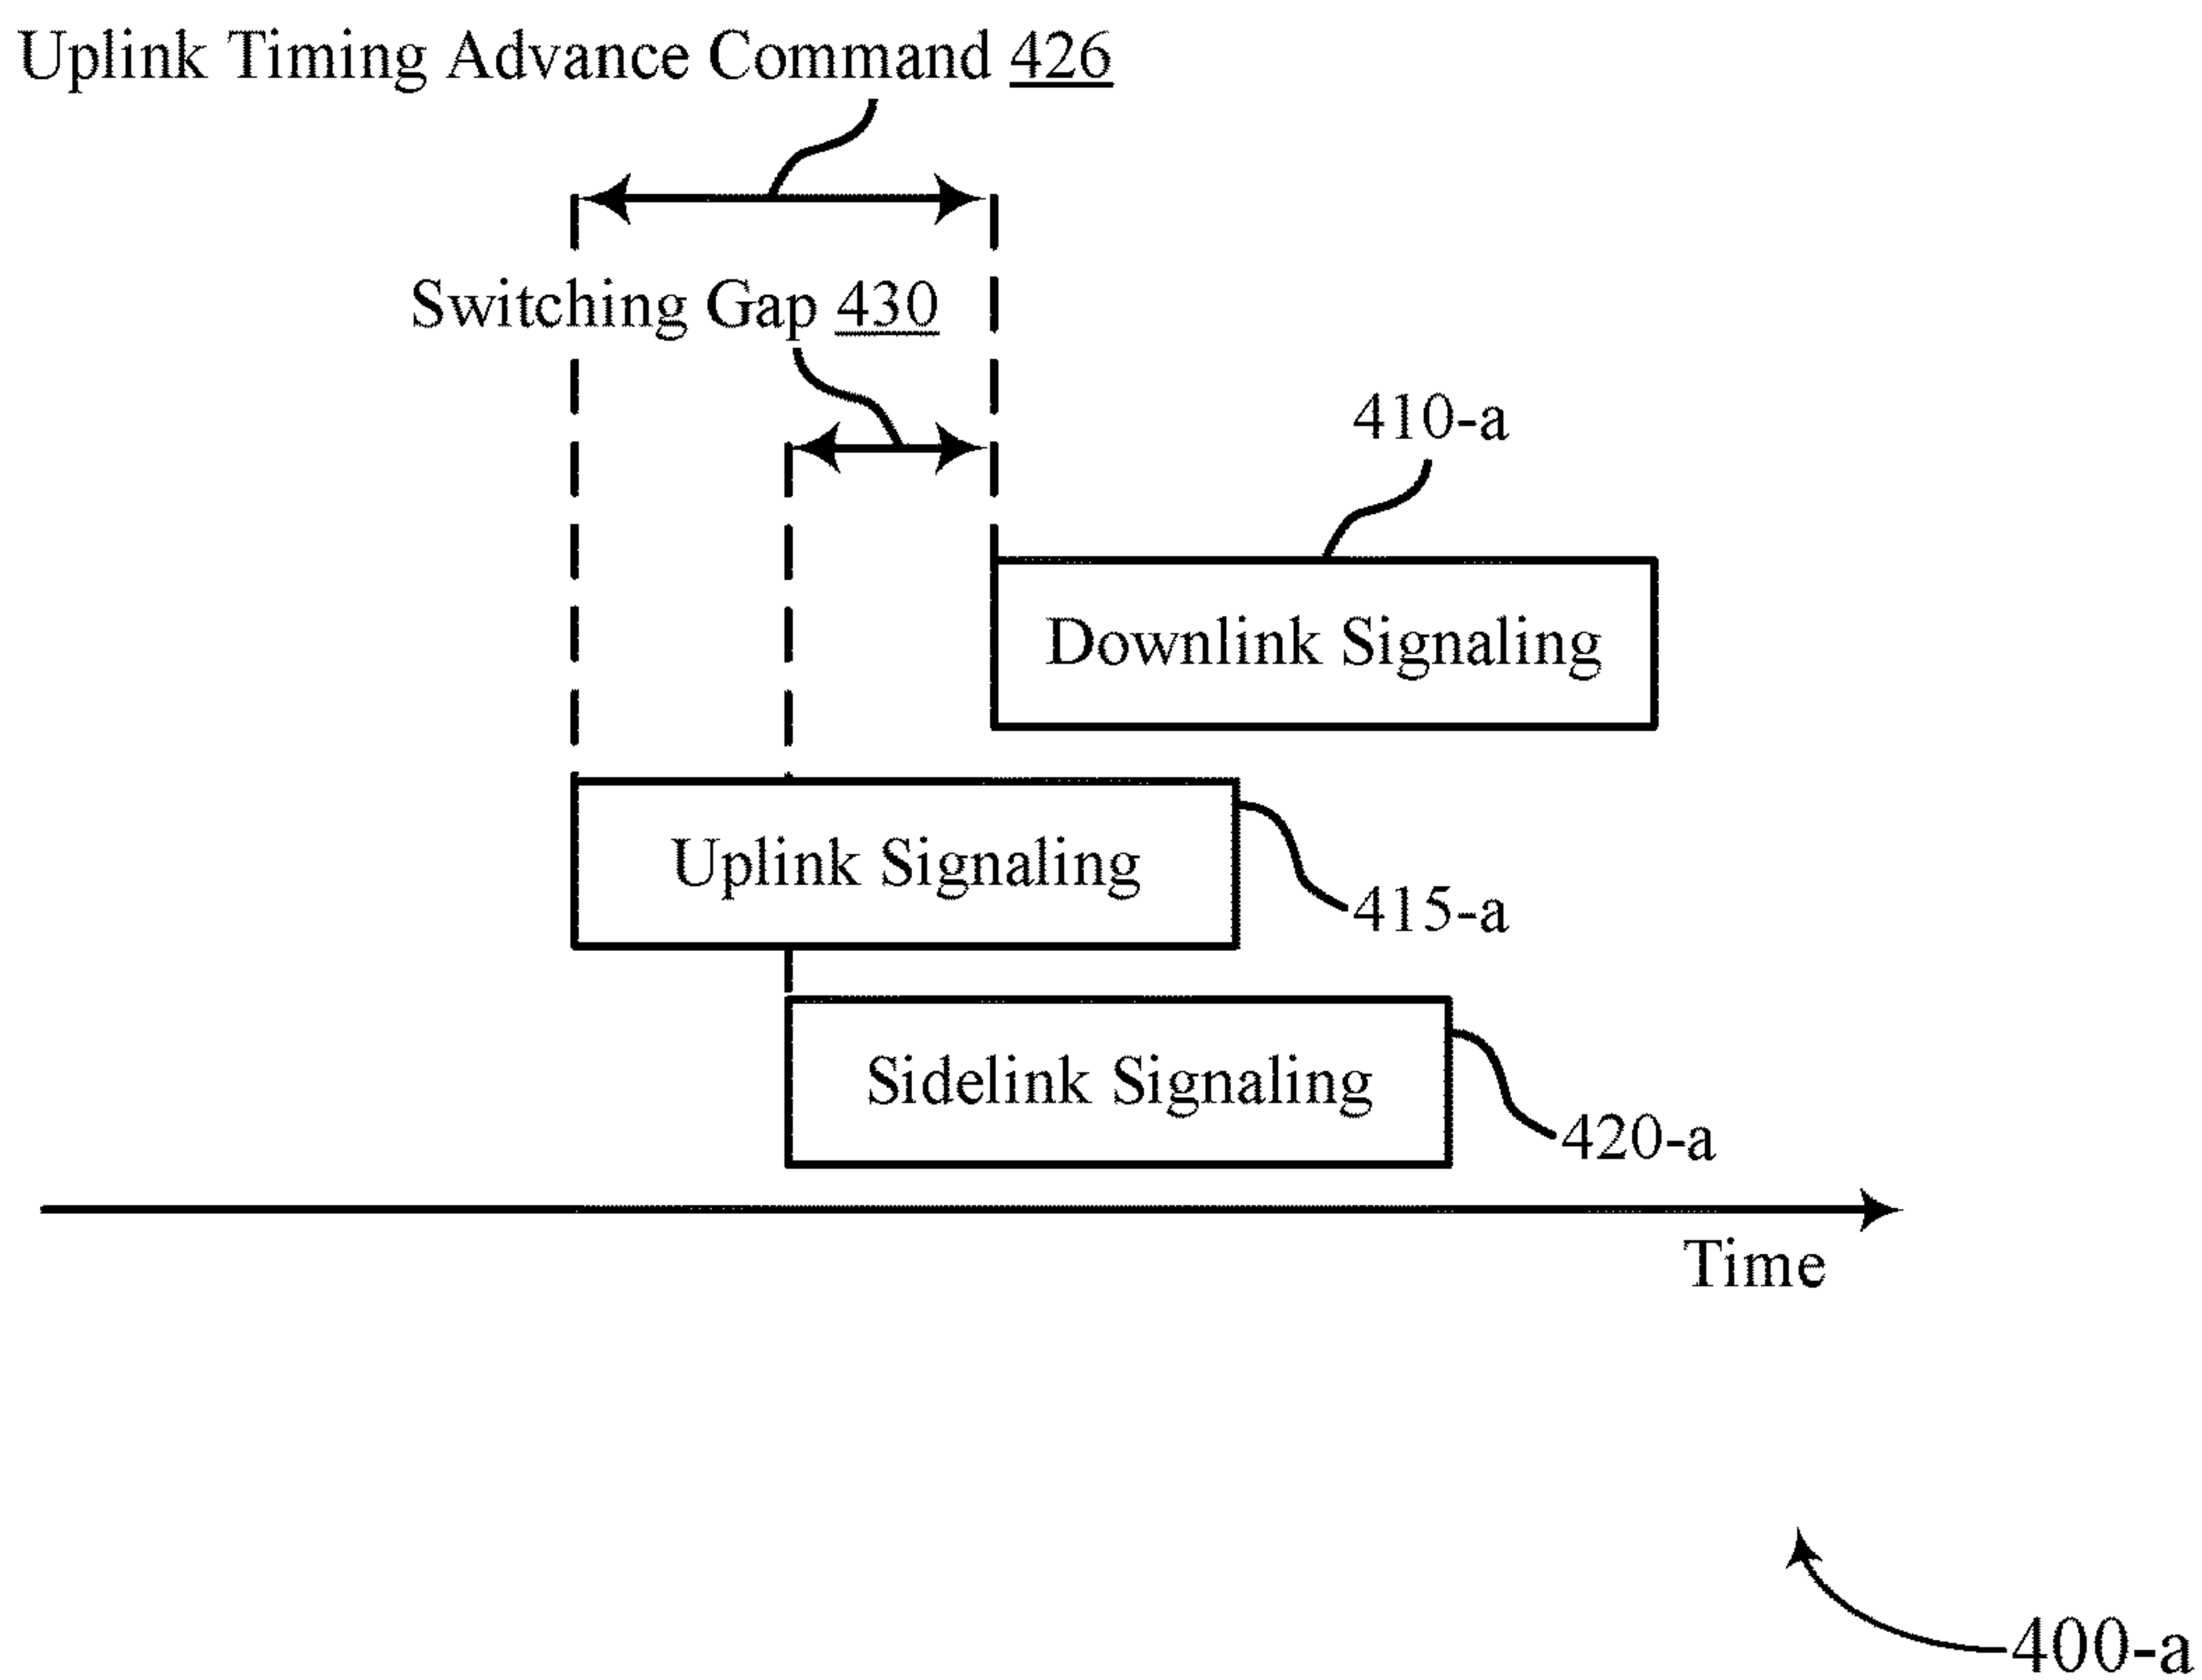 Uplink Timing Advance Command 426
Switching Gap 430
410-a
Downlink Signaling
Uplink Signaling
415-a
Sidelink Signaling
420-a
Time
400-a